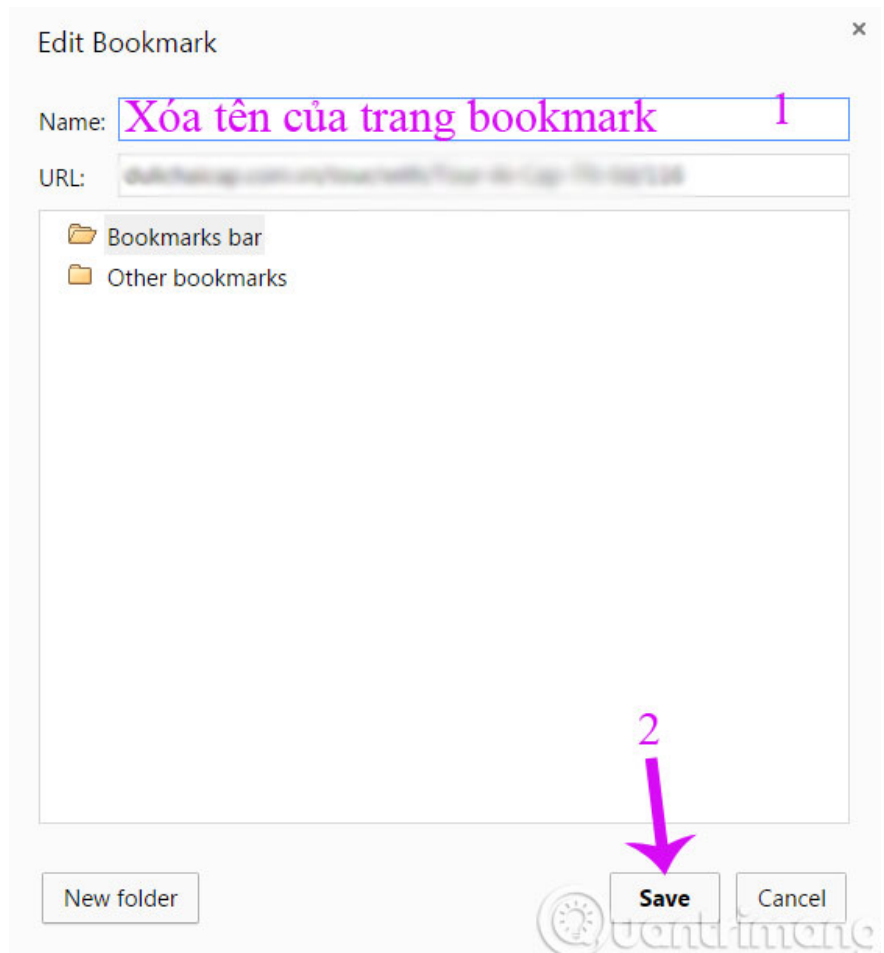 Edit Bookmark
×
Name: Xóa tên của trang bookmark 1
URL:
Bookmarks bar
Other bookmarks
2
New folder Save Cancel
Quantrimang